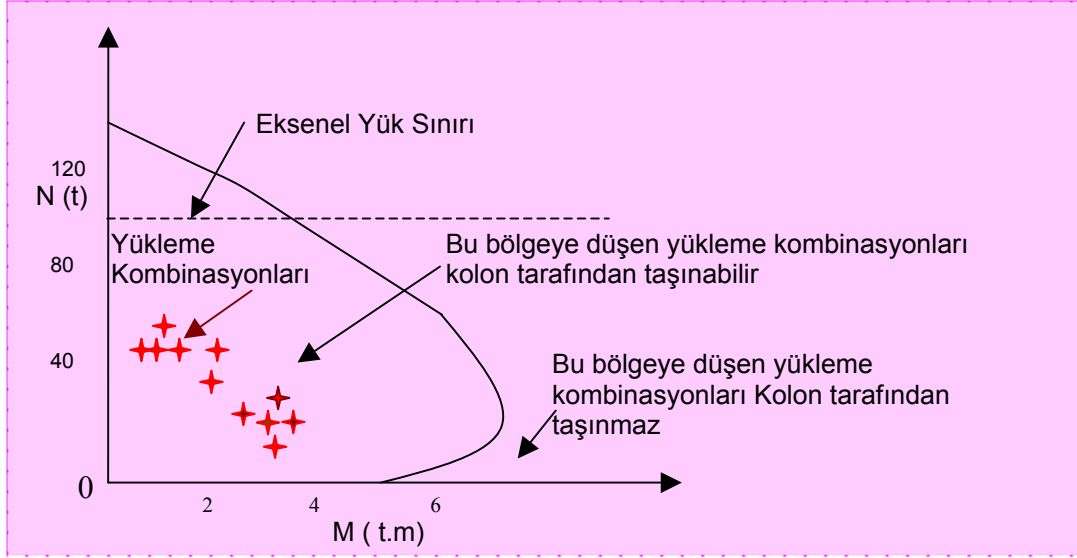 Eksenel Yük Sınırı
120
N (t)
Yükleme
Kombinasyonları
Bu bölgeye düşen yükleme kombinasyonları
kolon tarafından taşınabilir
80
40
Bu bölgeye düşen yükleme
kombinasyonları Kolon tarafından
taşınmaz
0
2 4 6
M ( t.m)